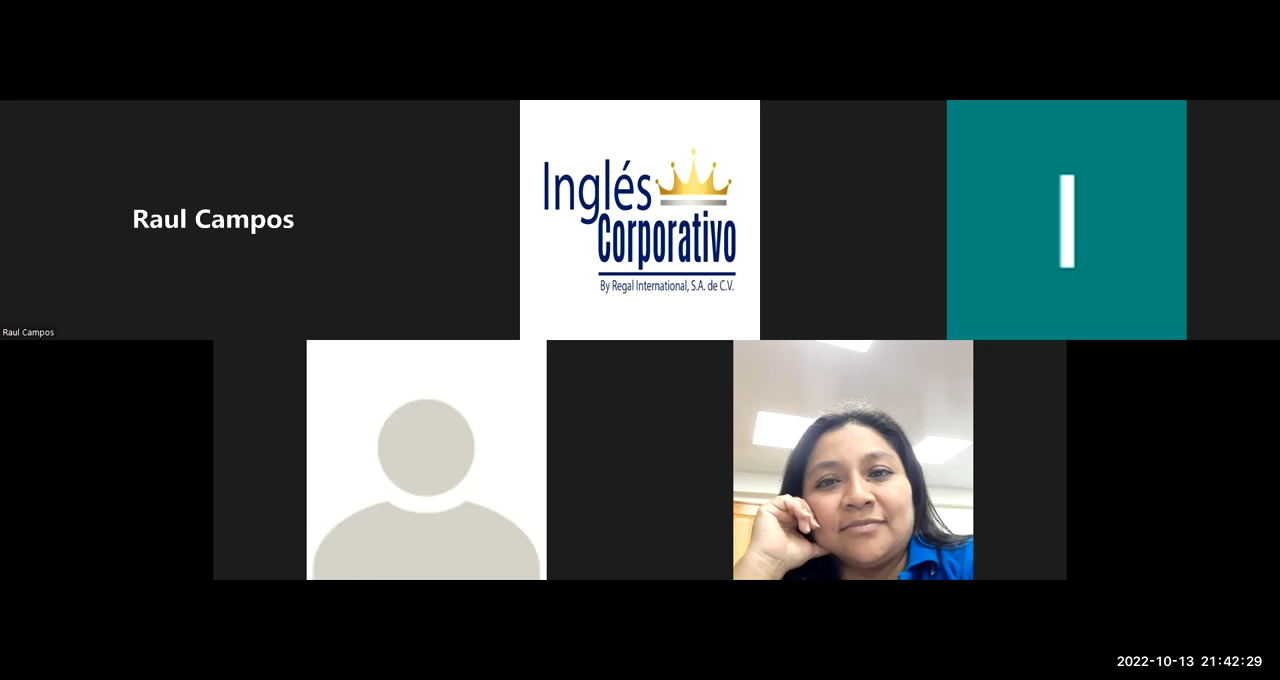 Raul Campos
Inglés
Corporativo
By Regal International, S.A. de C.V.
I
Raul Campos
2022-10-13 21:42:29